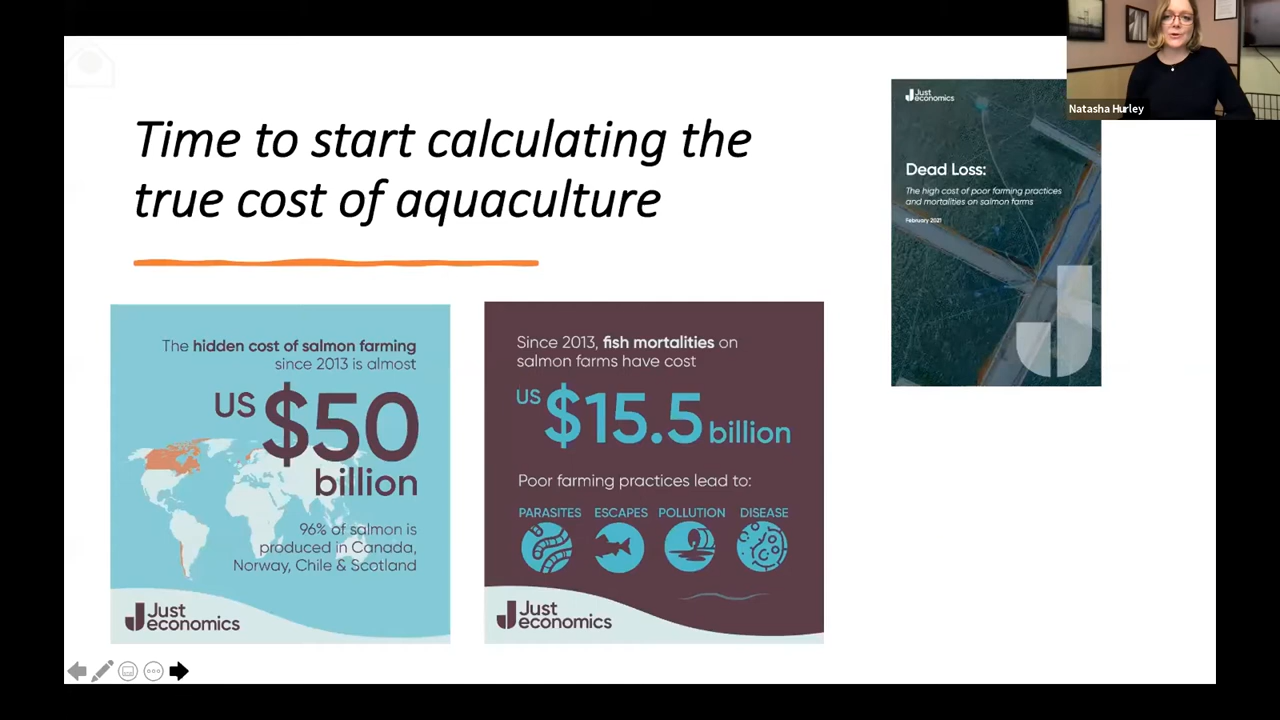 Time to start calculating the
true cost of aquaculture
The hidden cost of salmon farming
since 2013 is almost
US $50
billion
96% of salmon is
produced in Canada,
Norway, Chile & Scotland
Just
economics
Since 2013, fish mortalities on
salmon farms have cost
US $15.5 billion
Poor farming practices lead to:
PARASITES ESCAPES POLLUTION DISEASE
Just
economics
Just
economics
Dead Loss:
The high cost of poor farming practices
and mortalities on salmon farms
February 2021
Natasha Hurley